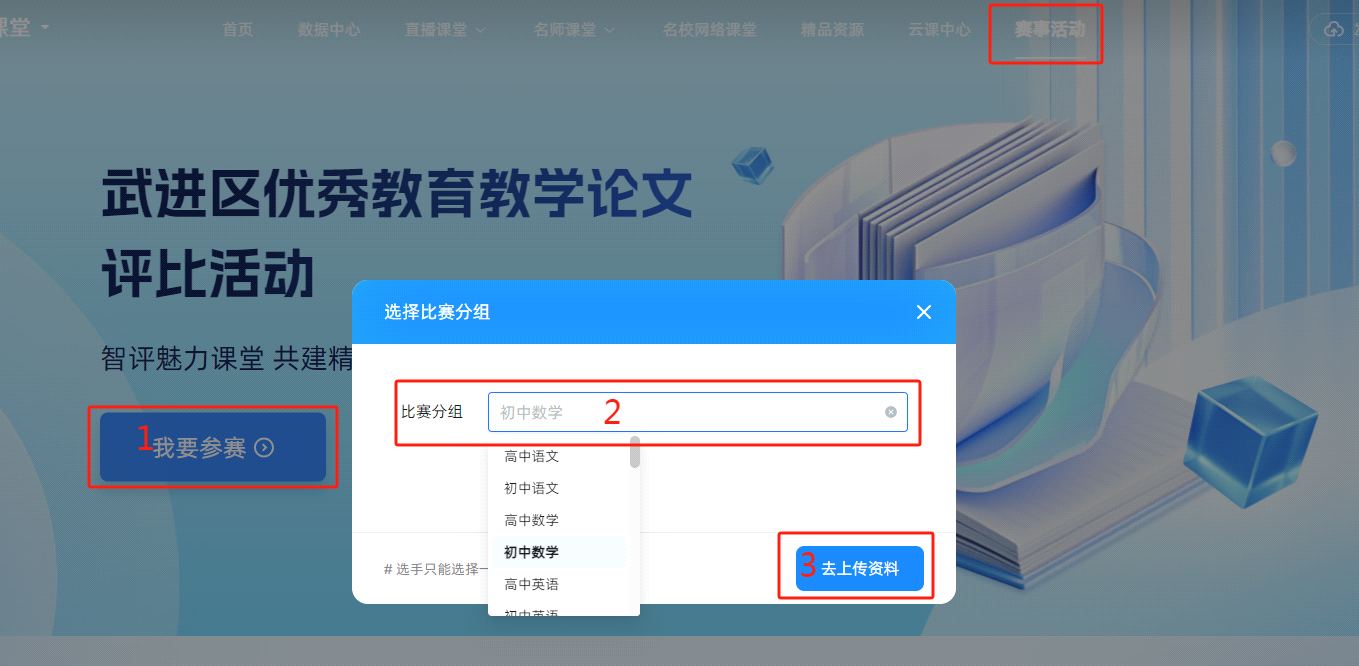 课堂
首页 数据中心 直播课堂 名师课堂 名校网络课堂 精品资源 云课中心 赛事活动
武进区优秀教育教学论文
评比活动
智评魅力课堂 共建精
1 我要参赛
选择比赛分组
比赛分组 初中数学 2
高中语文
初中语文
高中数学
初中数学
高中英语
初中英语
# 选手只能选择一
3 去上传资料